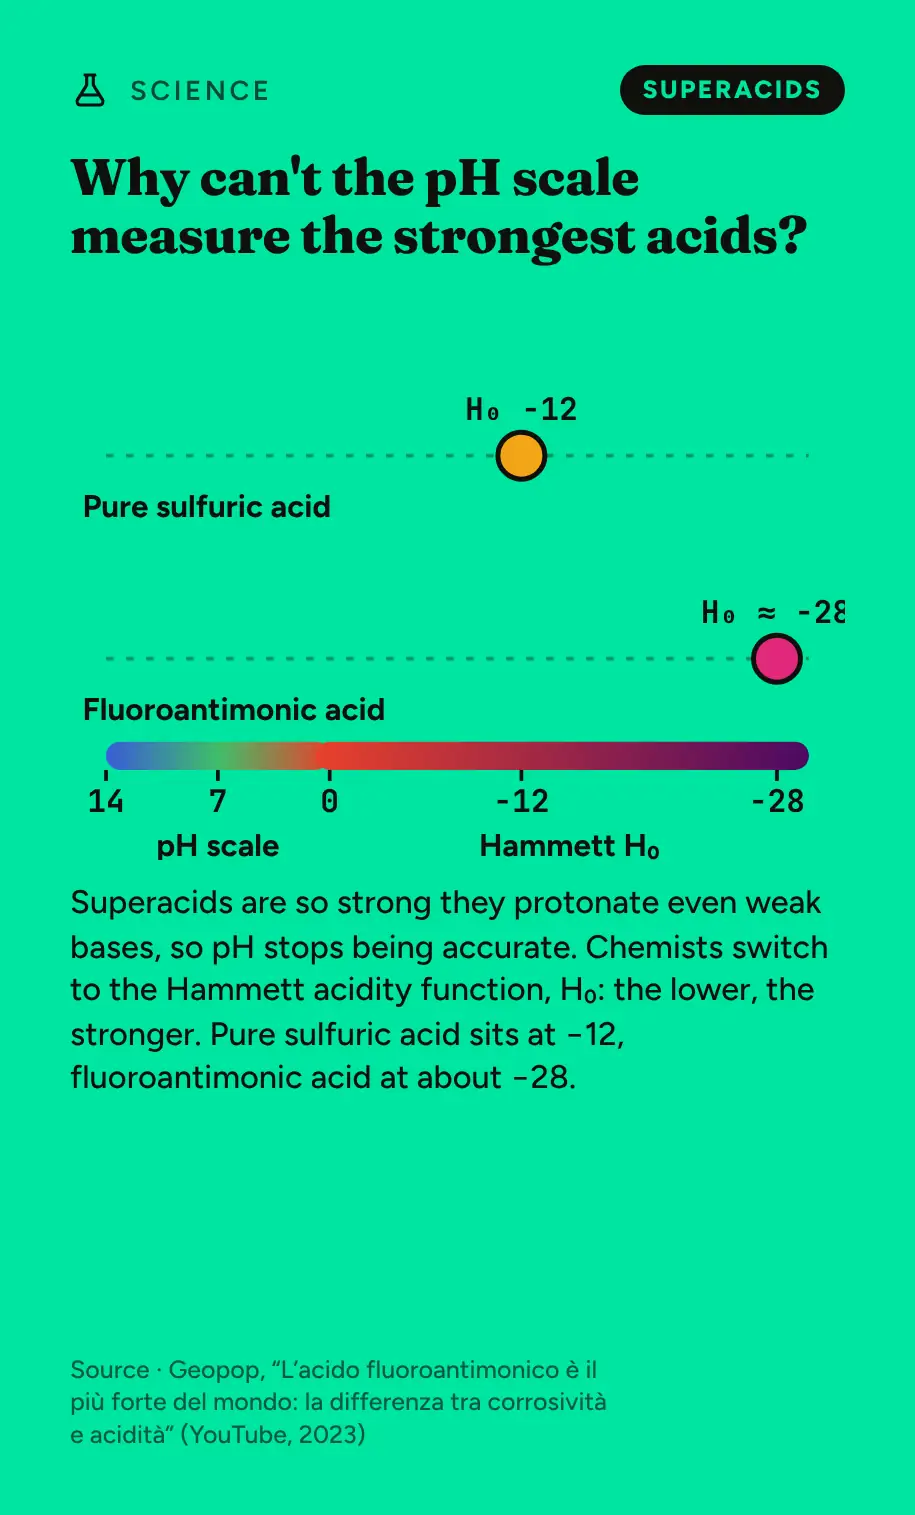 SCIENCE
SUPERACIDS
Why can't the pH scale
measure the strongest acids?
H₀ -12
Pure sulfuric acid
H₀ ≈ -28
Fluoroantimonic acid
14 7 0 -12 -28
pH scale Hammett H₀
Superacids are so strong they protonate even weak
bases, so pH stops being accurate. Chemists switch
to the Hammett acidity function, H₀: the lower, the
stronger. Pure sulfuric acid sits at −12,
fluoroantimonic acid at about −28.
Source · Geopop, “L’acido fluoroantimonico è il
più forte del mondo: la differenza tra corrosività
e acidità” (YouTube, 2023)